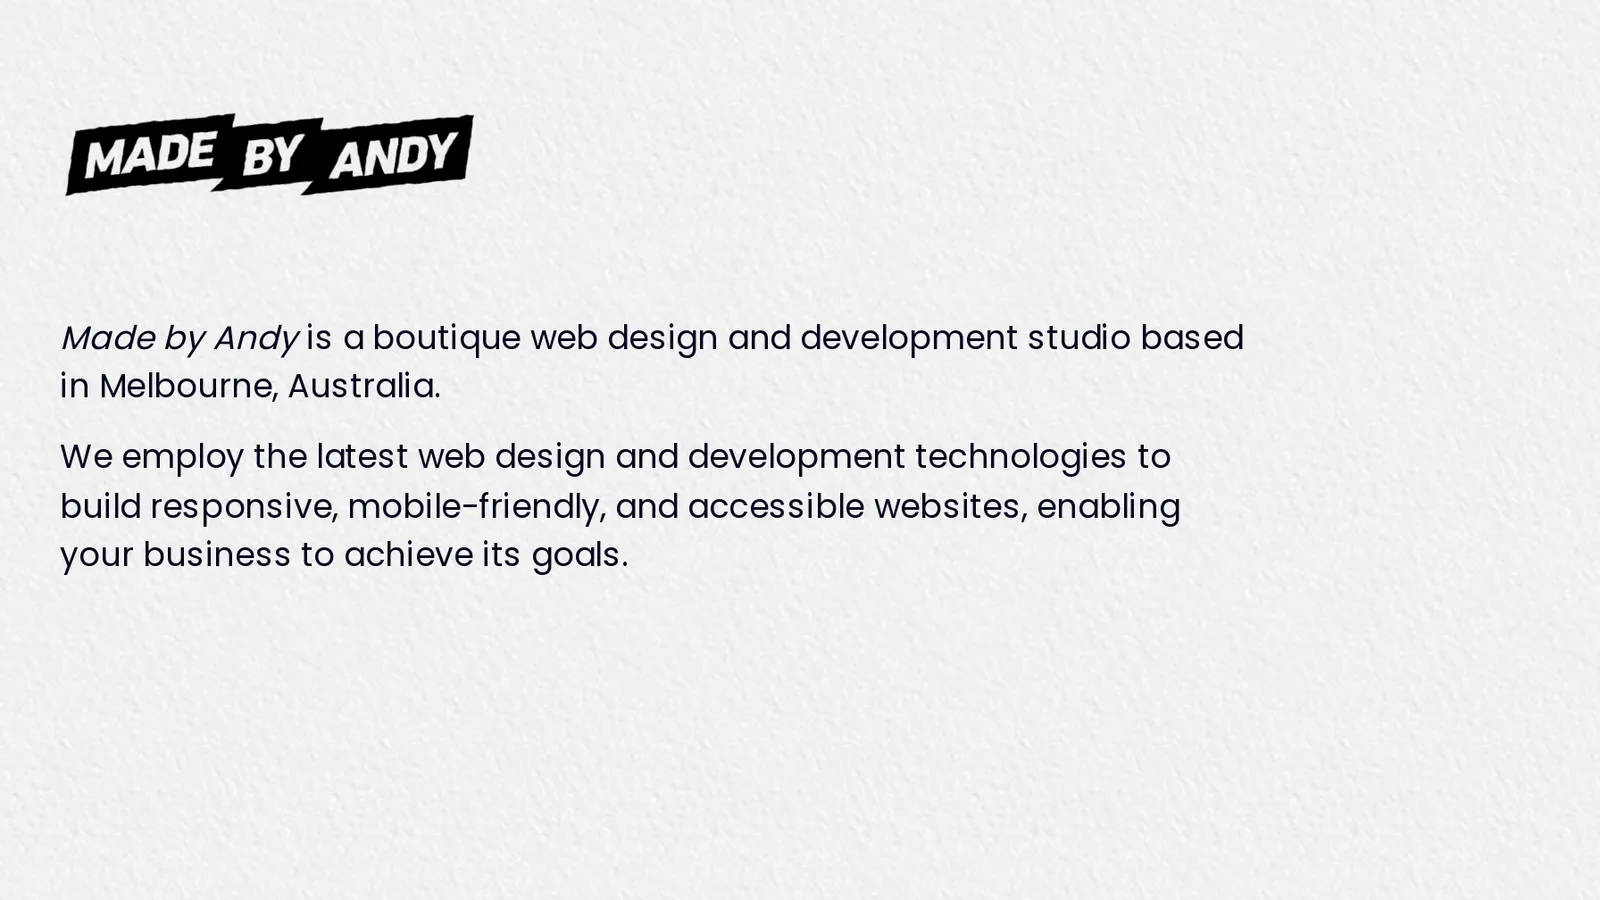 MADE BY ANDY
Made by Andy is a boutique web design and development studio based
in Melbourne, Australia.
We employ the latest web design and development technologies to
build responsive, mobile-friendly, and accessible websites, enabling
your business to achieve its goals.